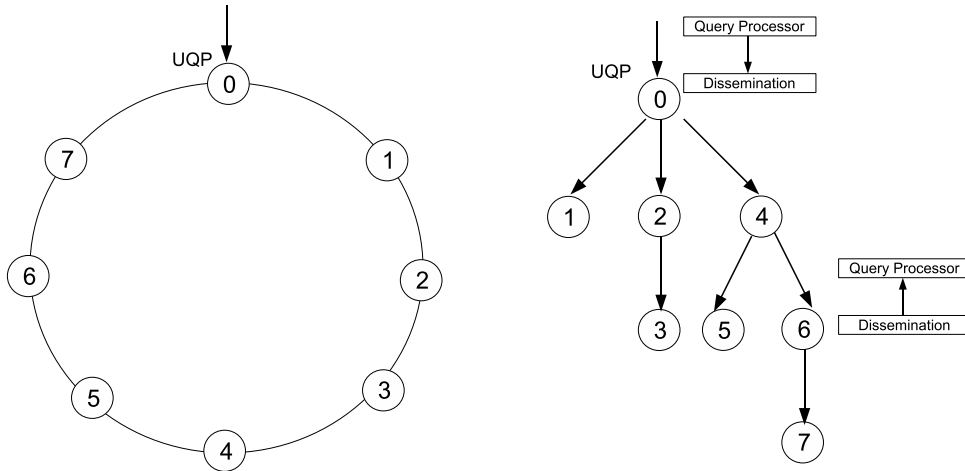 UQP
0
7
1
6
2
5
3
4
Query Processor
UQP
Dissemination
0
1
2
4
Query Processor
3
5
6
Dissemination
7